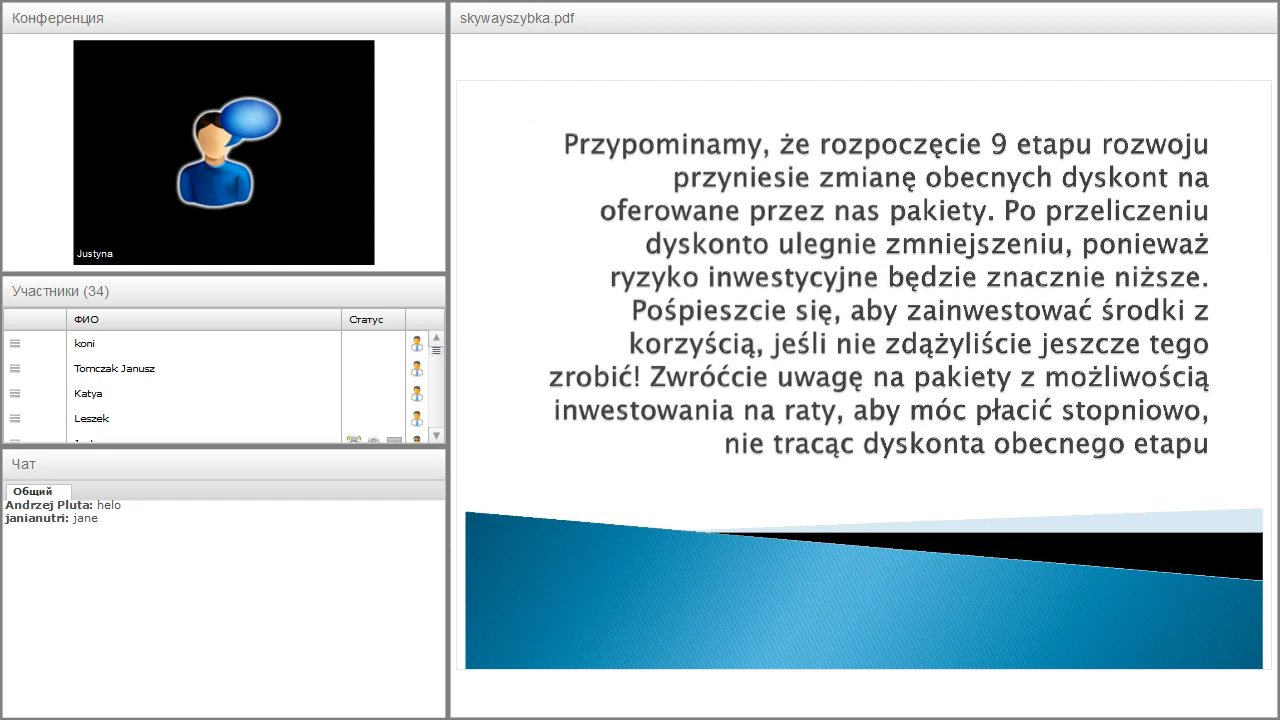 Конференция
Justyna
Участники (34)
ФИО
Статус
koni
Tomczak Janusz
Katya
Leszek
Чат
Общий
Andrzej Pluta: helo
janianutri: jane
skywayszybka.pdf
Przypominamy, że rozpoczęcie 9 etapu rozwoju
przyniesie zmianę obecnych dyskont na
oferowane przez nas pakiety. Po przeliczeniu
dyskonto ulegnie zmniejszeniu, ponieważ
ryzyko inwestycyjne będzie znacznie niższe.
Pośpieszcie się, aby zainwestować środki z
korzyścią, jeśli nie zdążyliście jeszcze tego
zrobić! Zwróćcie uwagę na pakiety z możliwością
inwestowania na raty, aby móc płacić stopniowo,
nie tracąc dyskonta obecnego etapu